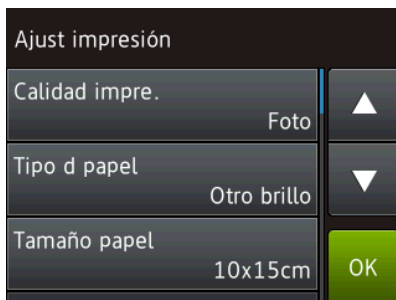 Ajust impresión
Calidad impre.
Foto
Tipo d papel
Otro brillo
Tamaño papel
10x15cm
OK